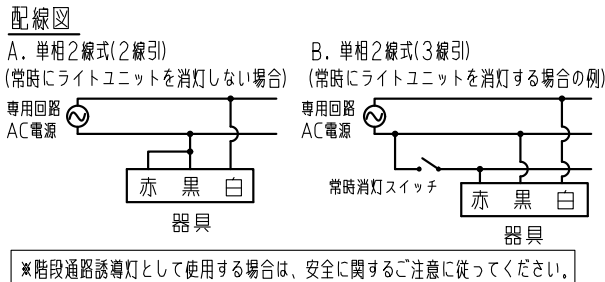 配線図
A. 単相2線式(2線引)
(常時にライトユニットを消灯しない場合)
専用回路
AC電源
赤 黒 白
器具
B. 単相2線式(3線引)
(常時にライトユニットを消灯する場合の例)
専用回路
AC電源
常時消灯スイッチ
赤 黒 白
器具
※階段通路誘導灯として使用する場合は、安全に関するご注意に従ってください。